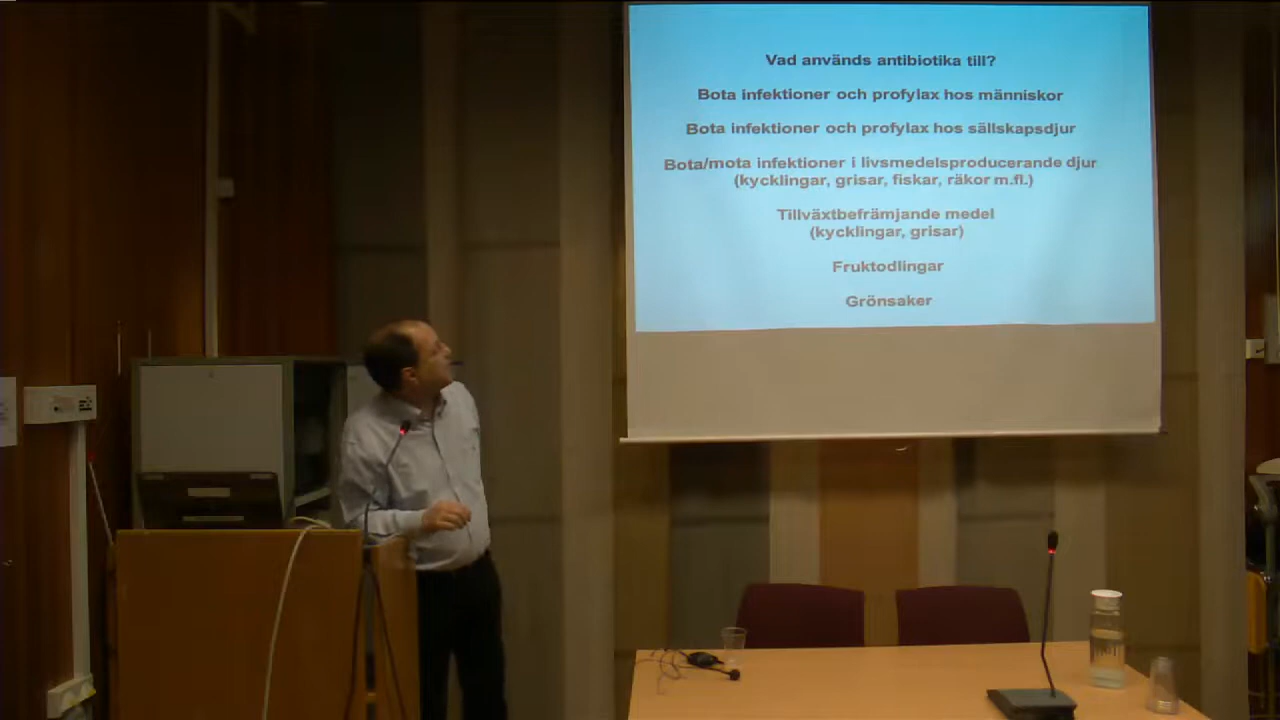 Vad används antibiotika till?
Bota infektioner och profylax hos människor
Bota infektioner och profylax hos sällskapsdjur
Bota/mota infektioner i livsmedelsproducerande djur
(kycklingar, grisar, fiskar, räkor m.fl.)
Tillväxtbefrämjande medel
(kycklingar, grisar)
Fruktodlingar
Grönsaker